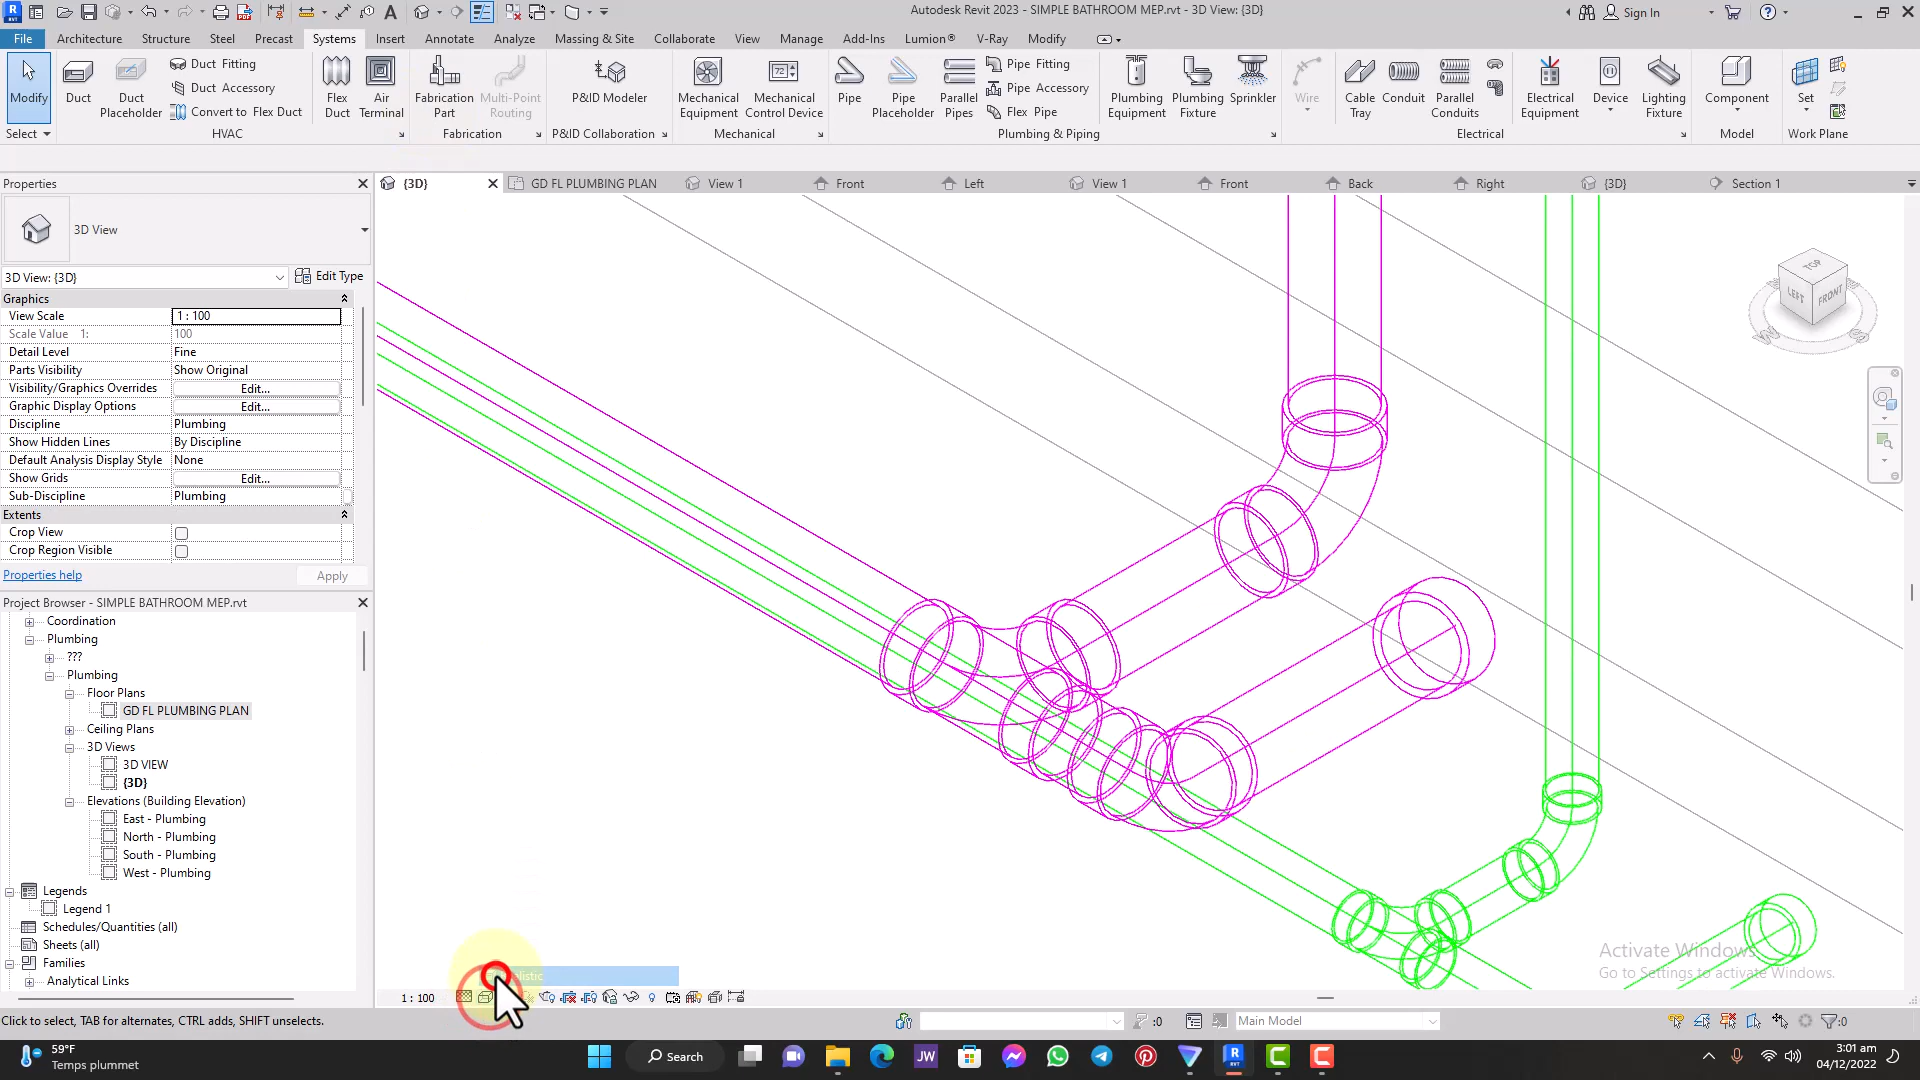 Autodesk Revit 2023 - SIMPLE BATHROOM MEP.rvt - 3D View: {3D}
Sign In
File Architecture Structure Steel Precast Systems Insert Annotate Analyze Massing & Site Collaborate View Manage Add-Ins Lumion® V-Ray Modify
Modify
Duct
Duct Placeholder
Duct Fitting
Duct Accessory
Convert to Flex Duct
Flex Duct
Air Terminal
Fabrication Part
Multi-Point Routing
P&ID Modeler
Mechanical Equipment
Mechanical Control Device
Pipe
Pipe Placeholder
Parallel Pipes
Pipe Fitting
Pipe Accessory
Flex Pipe
Plumbing Equipment
Plumbing Fixture
Sprinkler
Wire
Cable Tray
Conduit
Parallel Conduits
Electrical Equipment
Device
Lighting Fixture
Component
Set
Select HVAC Fabrication P&ID Collaboration Mechanical Plumbing & Piping Electrical Model Work Plane
Properties
{3D} GD FL PLUMBING PLAN View 1 Front Left View 1 Front Back Right {3D} Section 1
3D View
3D View: {3D} Edit Type
Graphics
View Scale 1 : 100
Scale Value 1: 100
Detail Level Fine
Parts Visibility Show Original
Visibility/Graphics Overrides Edit...
Graphic Display Options Edit...
Discipline Plumbing
Show Hidden Lines By Discipline
Default Analysis Display Style None
Show Grids Edit...
Sub-Discipline Plumbing
Extents
Crop View
Crop Region Visible
Properties help Apply
Project Browser - SIMPLE BATHROOM MEP.rvt
Coordination
Plumbing
???
Plumbing
Floor Plans
GD FL PLUMBING PLAN
Ceiling Plans
3D Views
3D VIEW
{3D}
Elevations (Building Elevation)
East - Plumbing
North - Plumbing
South - Plumbing
West - Plumbing
Legends
Legend 1
Schedules/Quantities (all)
Sheets (all)
Families
Analytical Links
TOP
LEFT
FRONT
W
S
Activate Windows
Go to Settings to activate Windows.
1 : 100
Click to select, TAB for alternates, CTRL adds, SHIFT unselects.
:0
Main Model
:0
59°F
Temps plummet
Search
JW
3:01 am
04/12/2022